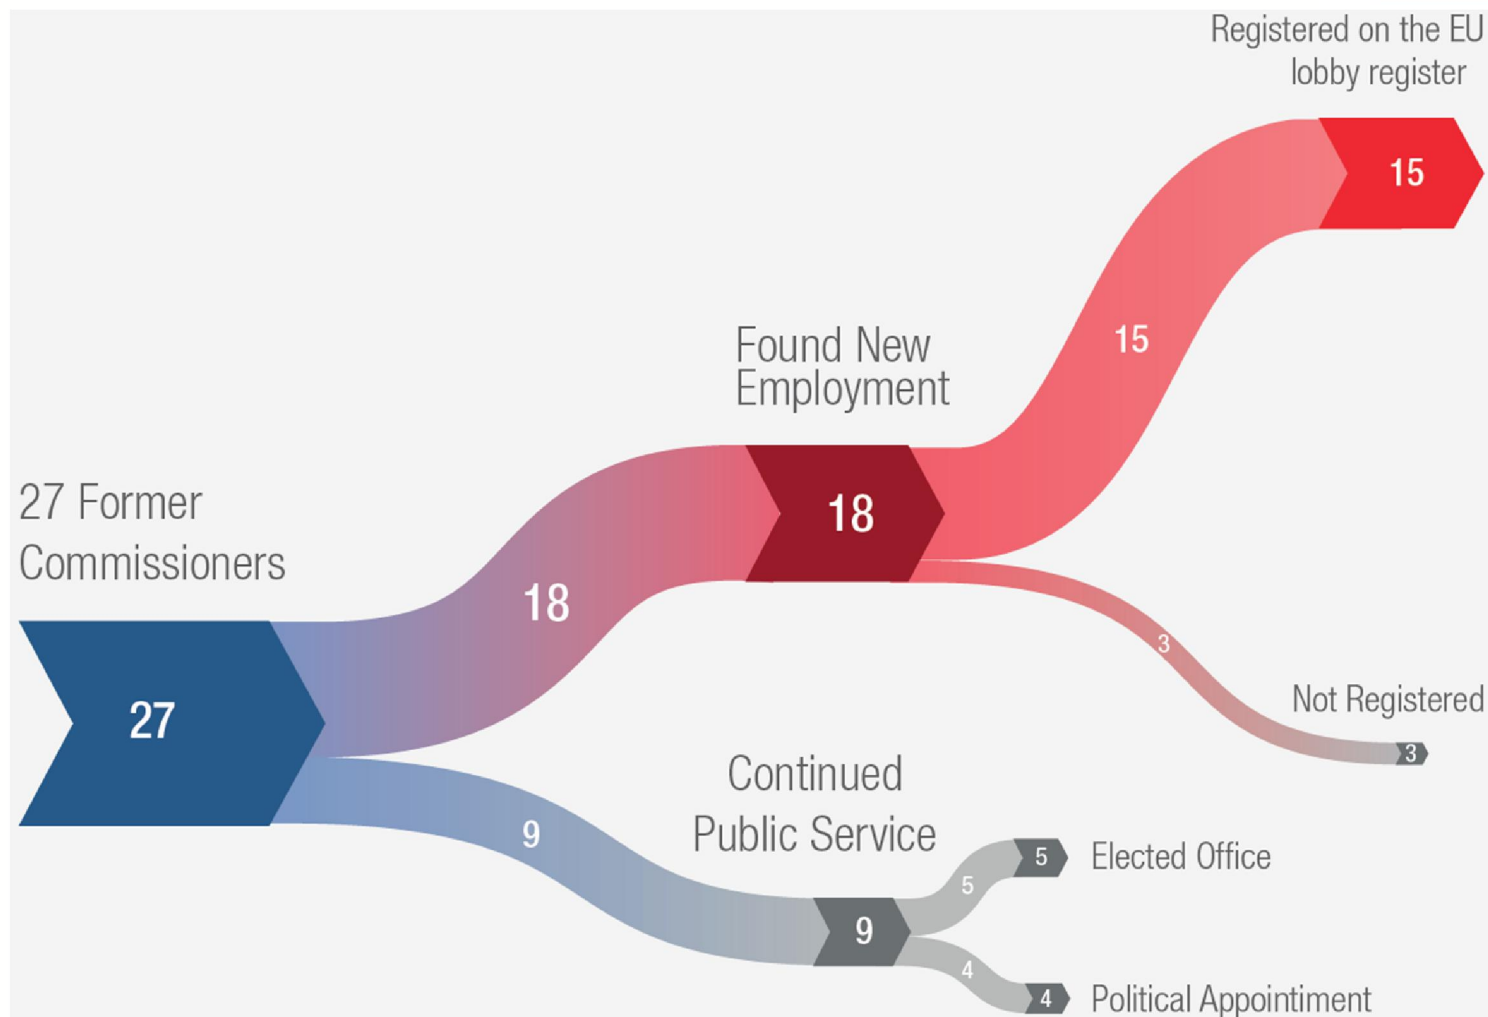 Registered on the EU
lobby register
15
15
Found New
Employment
18
27 Former
Commissioners
18
27
3
Not Registered
3
Continued
Public Service
9
9
5
5
Elected Office
4
4
Political Appointiment